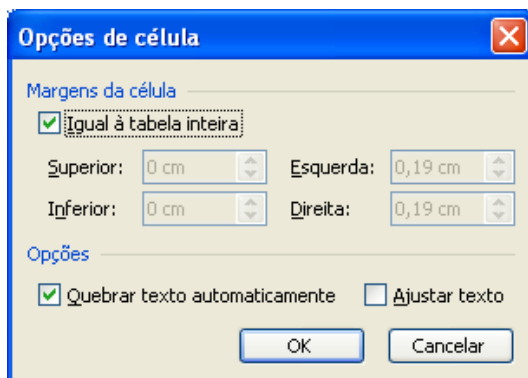 Opções de célula
Margens da célula
Igual à tabela inteira
Superior: 0 cm Esquerda: 0,19 cm
Inferior: 0 cm Direita: 0,19 cm
Opções
Quebrar texto automaticamente Ajustar texto
OK Cancelar